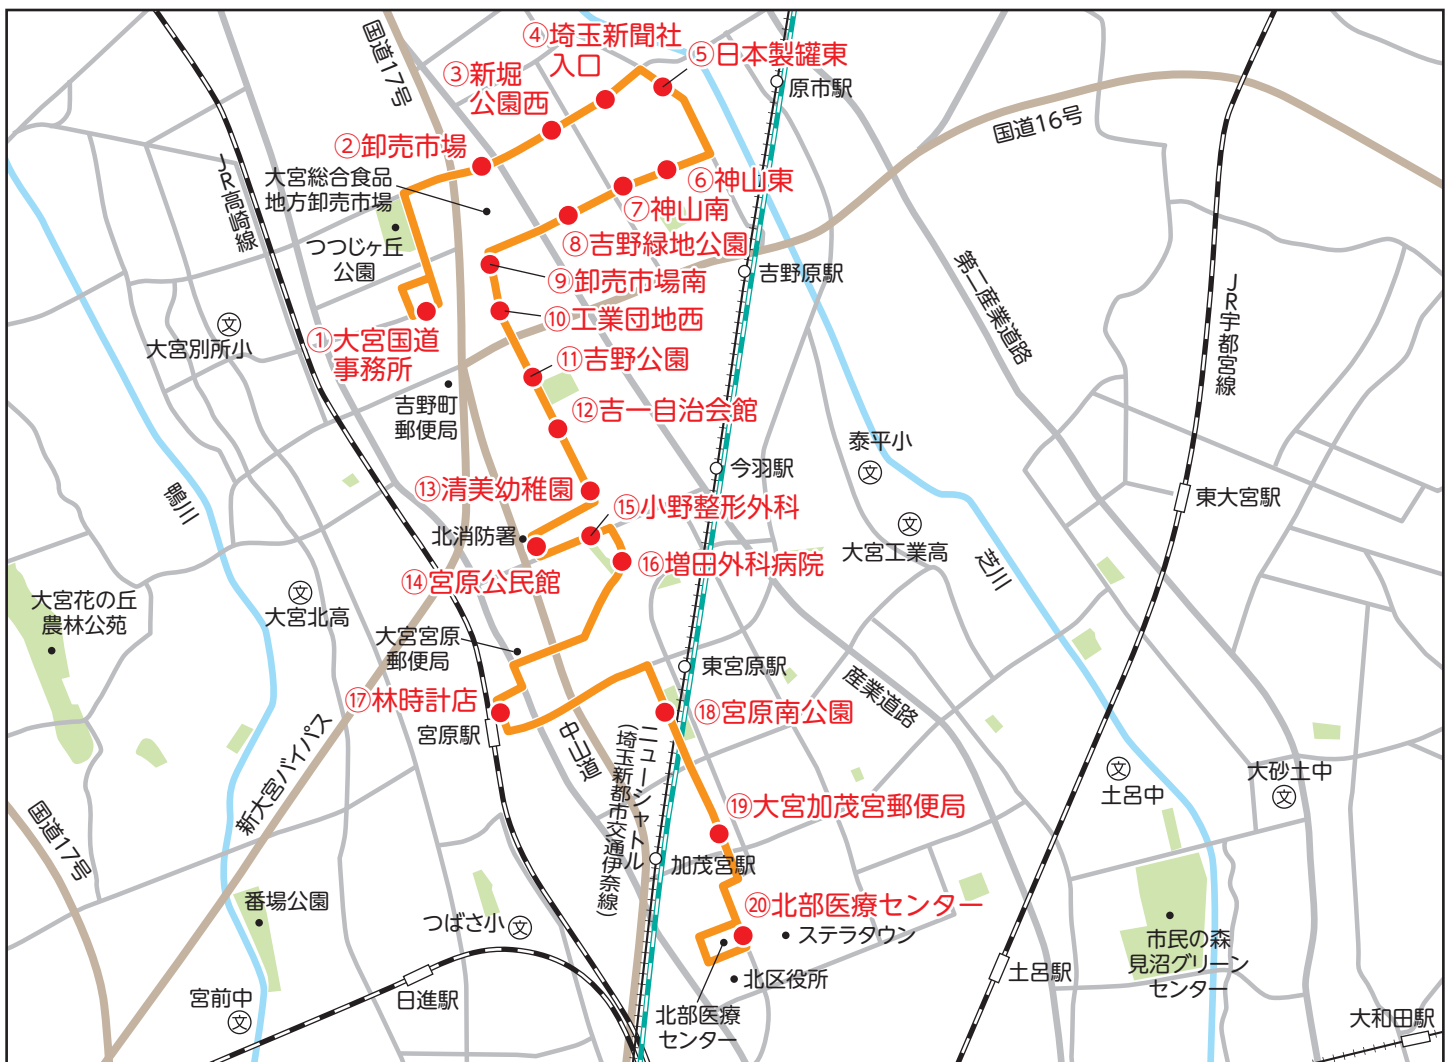 国道17号
④埼玉新聞社
入口
⑤日本製罐東
③新堀
公園西
原市駅
国道16号
②卸売市場
JR高崎線
大宮総合食品
地方卸売市場
⑥神山東
⑦神山南
つつじヶ丘
公園
⑧吉野緑地公園
⑨卸売市場南
吉野原駅
第二産業道路
JR宇都宮線
⑩工業団地西
①大宮国道
事務所
文
大宮別所小
⑪吉野公園
吉野町
郵便局
⑫吉一自治会館
泰平小
文
今羽駅
⑬清美幼稚園
鴨川
東大宮駅
⑮小野整形外科
北消防署
文
大宮工業高
芝川
⑭宮原公民館
⑯増田外科病院
大宮花の丘
農林公苑
文
大宮北高
大宮宮原
郵便局
東宮原駅
産業道路
⑰林時計店
⑱宮原南公園
宮原駅
中山道
ニューシャトル
(埼玉新都市交通伊奈線)
新大宮バイパス
国道17号
文
土呂中
大砂土中
文
⑲大宮加茂宮郵便局
加茂宮駅
番場公園
つばさ小
文
⑳北部医療センター
ステラタウン
市民の森
見沼グリーン
センター
北区役所
土呂駅
宮前中
文
日進駅
北部医療
センター
大和田駅